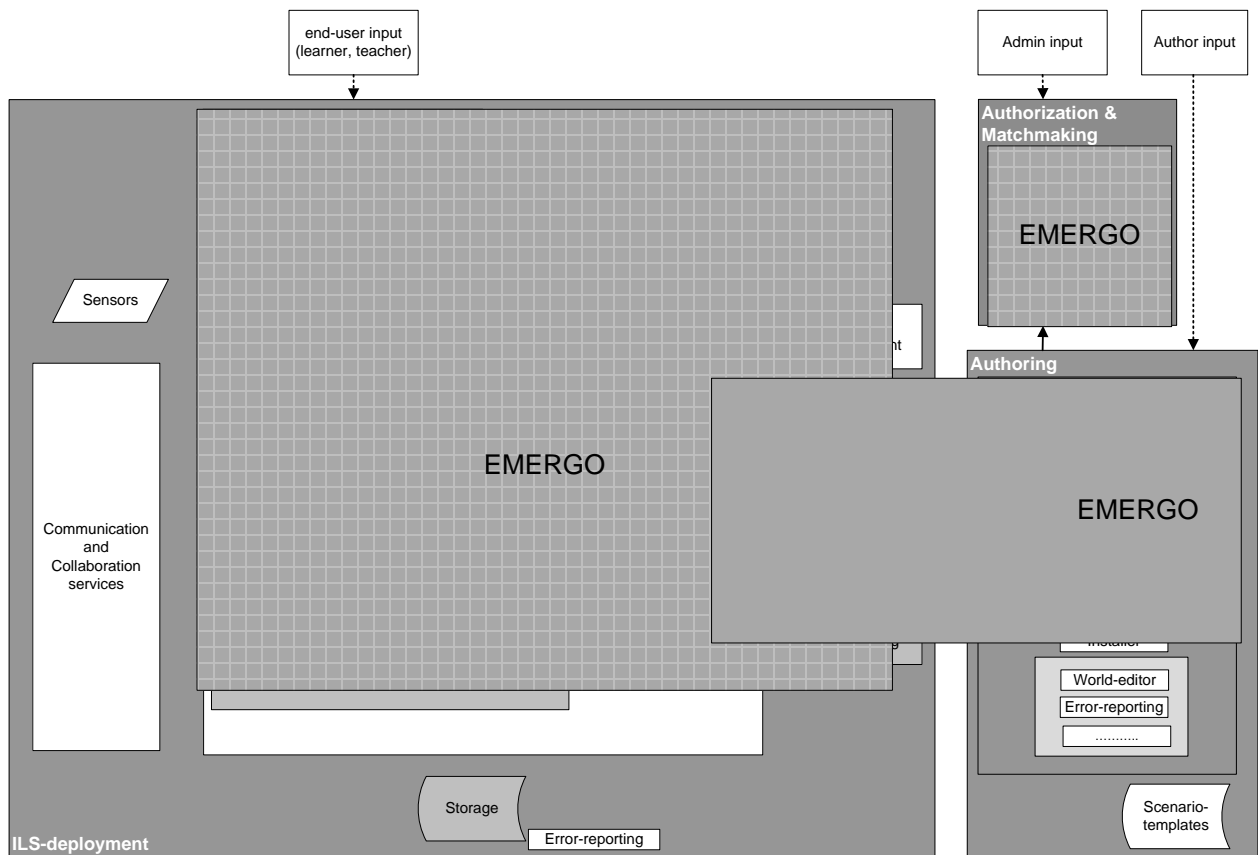 end-user input
(learner, teacher)
Admin input
Author input
Authorization &
Matchmaking
EMERGO
Sensors
Authoring
EMERGO
EMERGO
Communication
and
Collaboration
services
Installer
World-editor
Error-reporting
...........
Storage
Scenario-
templates
Error-reporting
ILS-deployment